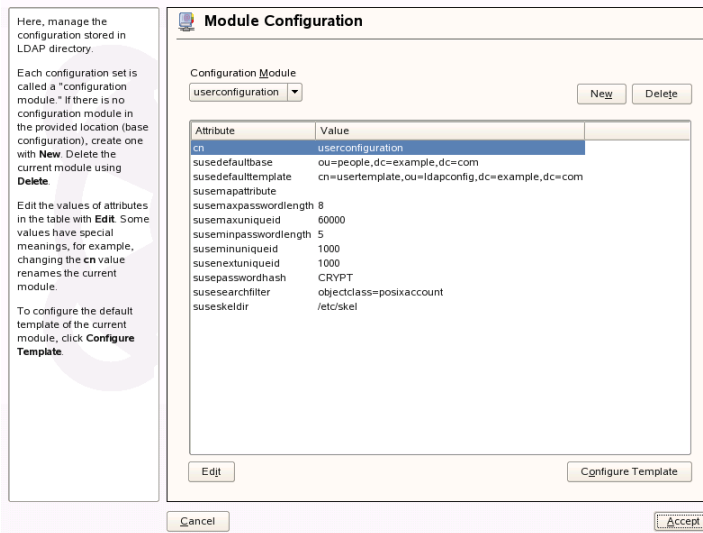 Here, manage the
configuration stored in
LDAP directory.
Each configuration set is
called a "configuration
module." If there is no
configuration module in
the provided location (base
configuration), create one
with New. Delete the
current module using
Delete.
Edit the values of attributes
in the table with Edit. Some
values have special
meanings, for example,
changing the cn value
renames the current
module.
To configure the default
template of the current
module, click Configure
Template.
Module Configuration
Configuration Module
userconfiguration
New Delete
Attribute Value
cn userconfiguration
susedefaultbase ou=people,dc=example,dc=com
susedefaulttemplate cn=usertemplate,ou=ldapconfig,dc=example,dc=com
susemapattribute
susemaxpasswordlength 8
susemaxuniqueid 60000
suseminpasswordlength 5
suseminuniqueid 1000
susenextuniqueid 1000
susepasswordhash CRYPT
susesearchfilter objectclass=posixaccount
suseskeldir /etc/skel
Edit Configure Template
Cancel Accept